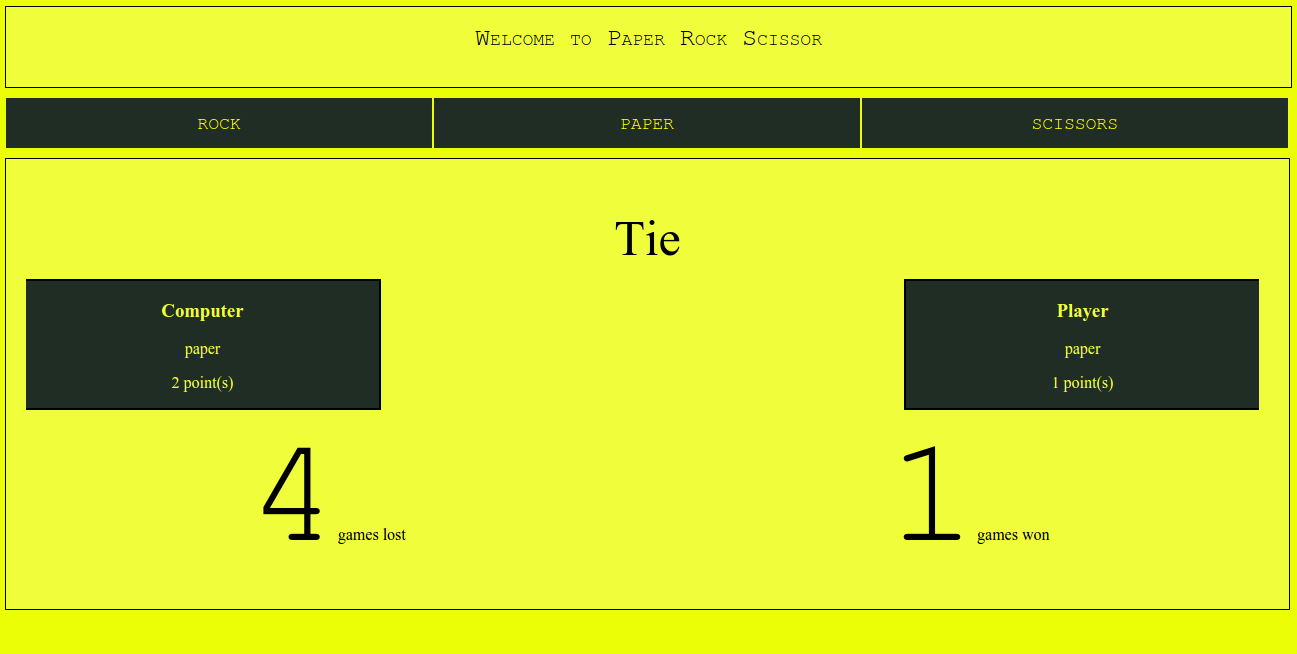 Welcome to Paper Rock Scissor
ROCK
PAPER
SCISSORS
Tie
Computer
paper
2 point(s)
Player
paper
1 point(s)
4 games lost
1 games won